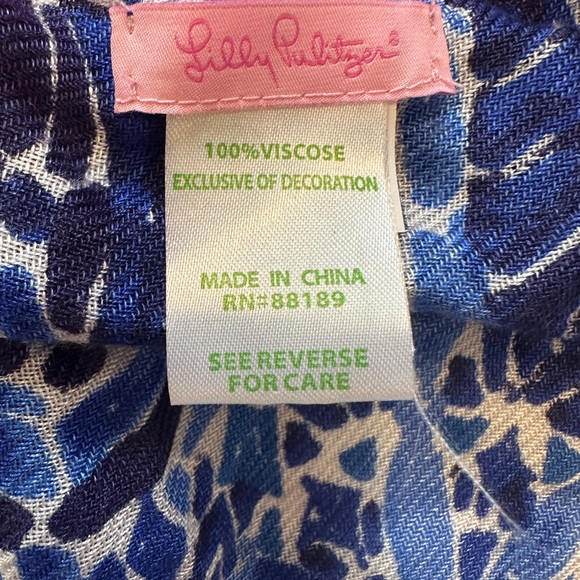 Lilly Pulitzer®
100%VISCOSE
EXCLUSIVE OF DECORATION
MADE IN CHINA
RN#88189
SEE REVERSE
FOR CARE